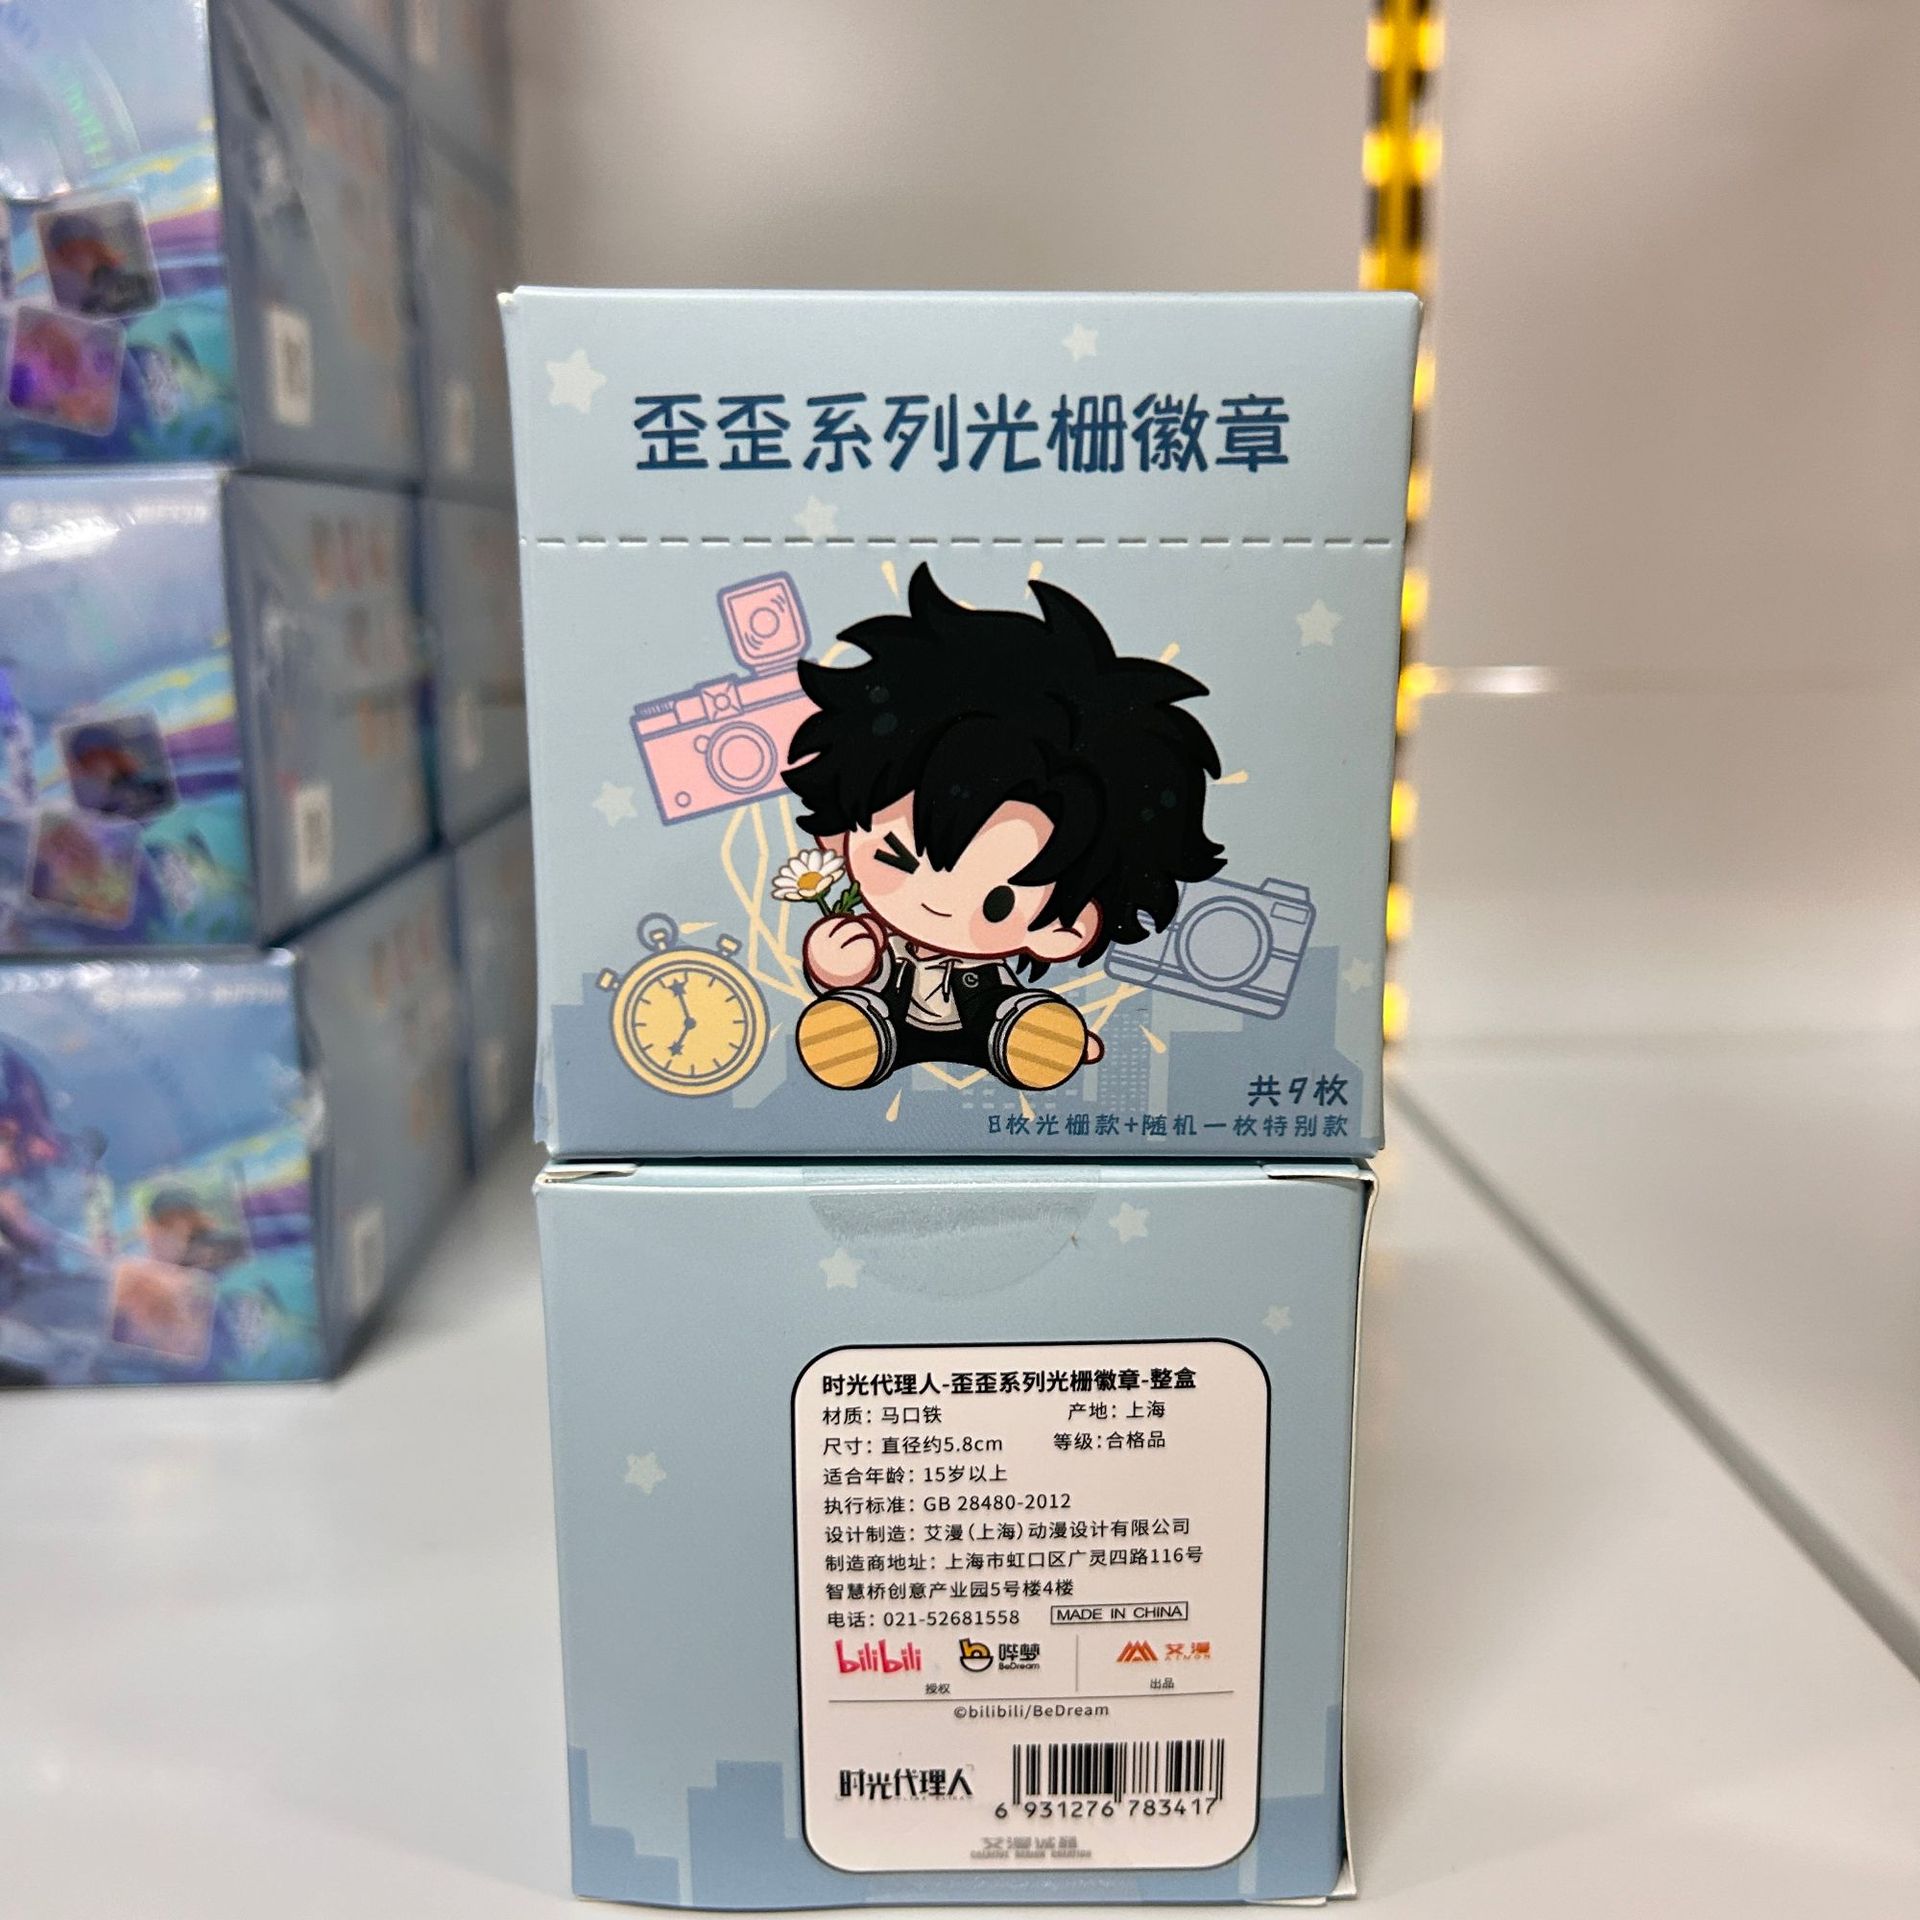 歪歪系列光栅徽章
共9枚
8枚光栅款+随机一枚特别款
时光代理人-歪歪系列光栅徽章-整盒
材质：马口铁 产地：上海
尺寸：直径约5.8cm 等级：合格品
适合年龄：15岁以上
执行标准：GB 28480-2012
设计制造：艾漫（上海）动漫设计有限公司
制造商地址：上海市虹口区广灵四路116号
智慧桥创意产业园5号楼4楼
电话：021-52681558 MADE IN CHINA
bilibili 哔梦 BeDream 艾漫 AIMON
授权 出品
©bilibili/BeDream
时光代理人
6 931276 783417